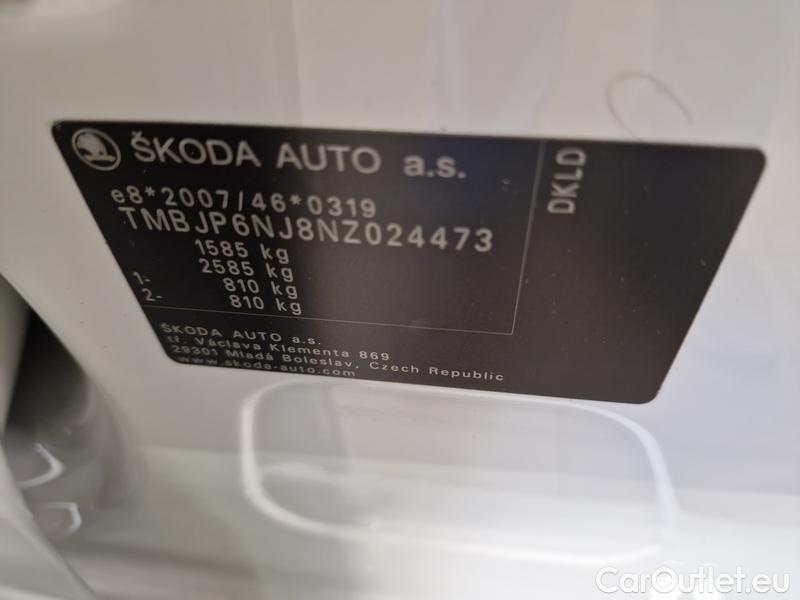 ŠKODA AUTO a.s.
e8*2007/46*0319
TMBJP6NJ8NZ024473
1585 kg
2585 kg
1- 810 kg
2- 810 kg
DKLD
ŠKODA AUTO a.s.
tř. Václava Klementa 869
29301 Mladá Boleslav, Czech Republic
www.skoda-auto.com
CarOutlet.eu